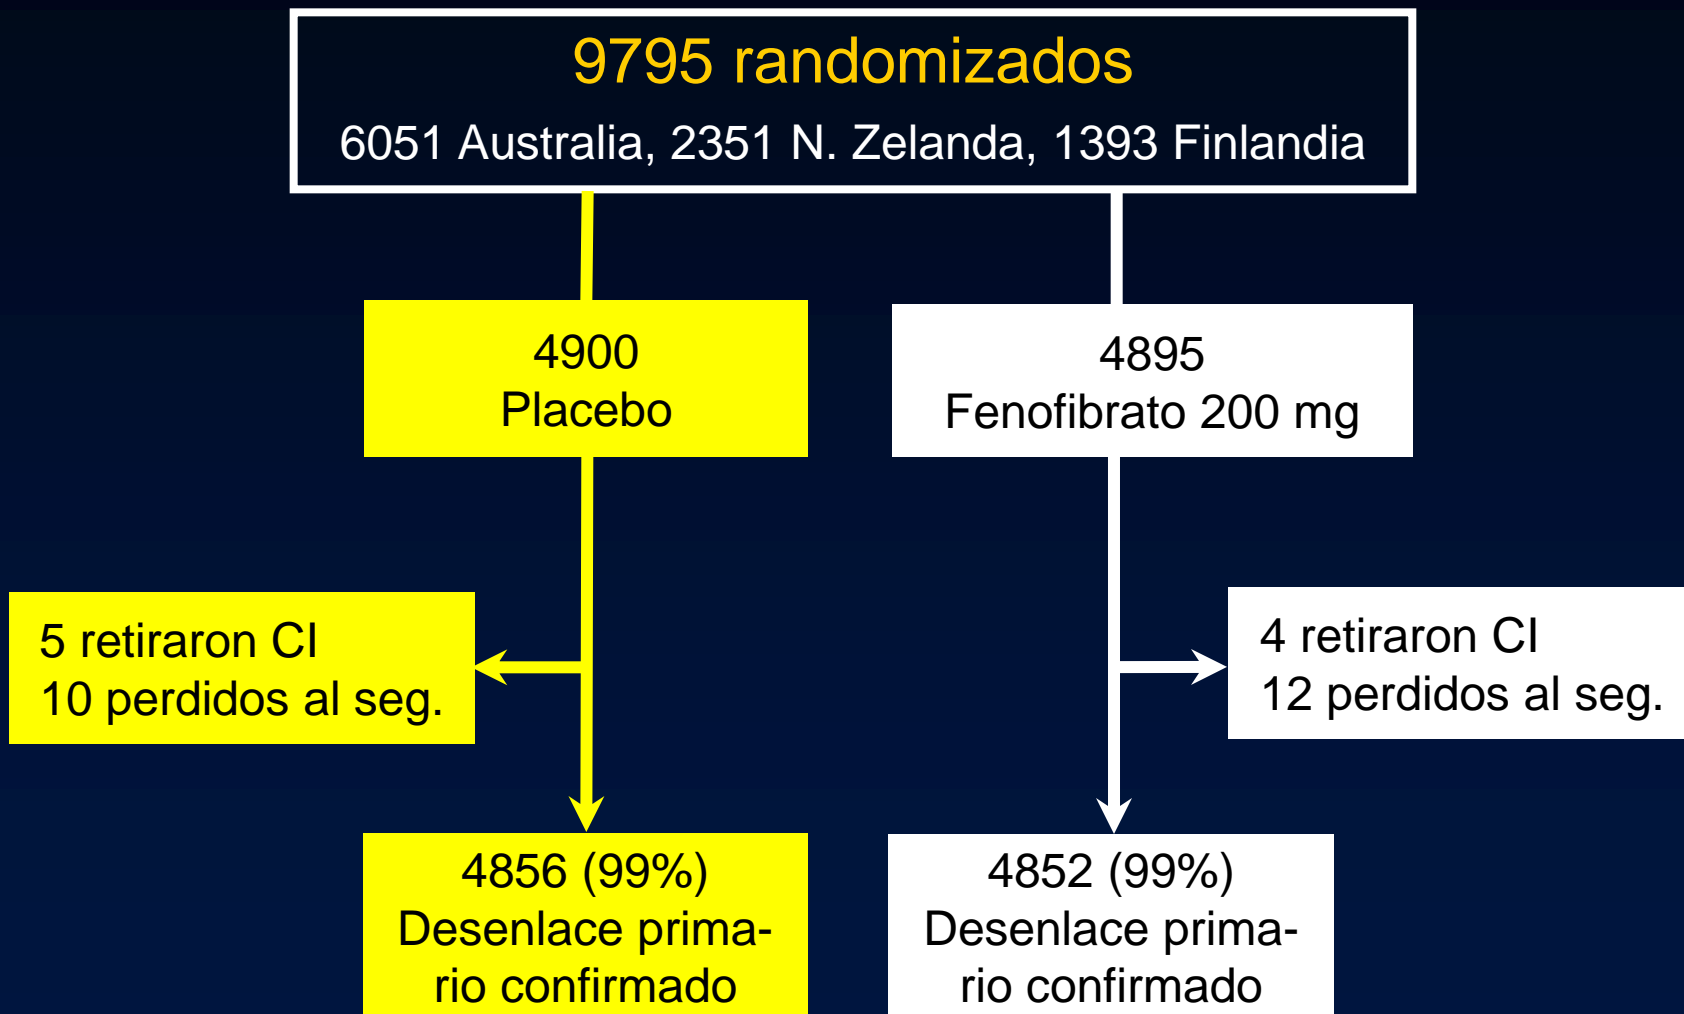 9795 randomizados
6051 Australia, 2351 N. Zelanda, 1393 Finlandia
4900
Placebo
4895
Fenofibrato 200 mg
5 retiraron CI
10 perdidos al seg.
4 retiraron CI
12 perdidos al seg.
4856 (99%)
Desenlace prima-
rio confirmado
4852 (99%)
Desenlace prima-
rio confirmado